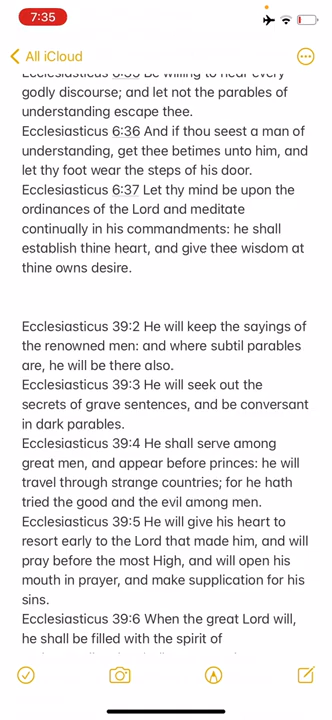 7:35
All iCloud
Ecclesiasticus 6:35 Be willing to hear every
godly discourse; and let not the parables of
understanding escape thee.
Ecclesiasticus 6:36 And if thou seest a man of
understanding, get thee betimes unto him, and
let thy foot wear the steps of his door.
Ecclesiasticus 6:37 Let thy mind be upon the
ordinances of the Lord and meditate
continually in his commandments: he shall
establish thine heart, and give thee wisdom at
thine owns desire.
Ecclesiasticus 39:2 He will keep the sayings of
the renowned men: and where subtil parables
are, he will be there also.
Ecclesiasticus 39:3 He will seek out the
secrets of grave sentences, and be conversant
in dark parables.
Ecclesiasticus 39:4 He shall serve among
great men, and appear before princes: he will
travel through strange countries; for he hath
tried the good and the evil among men.
Ecclesiasticus 39:5 He will give his heart to
resort early to the Lord that made him, and will
pray before the most High, and will open his
mouth in prayer, and make supplication for his
sins.
Ecclesiasticus 39:6 When the great Lord will,
he shall be filled with the spirit of